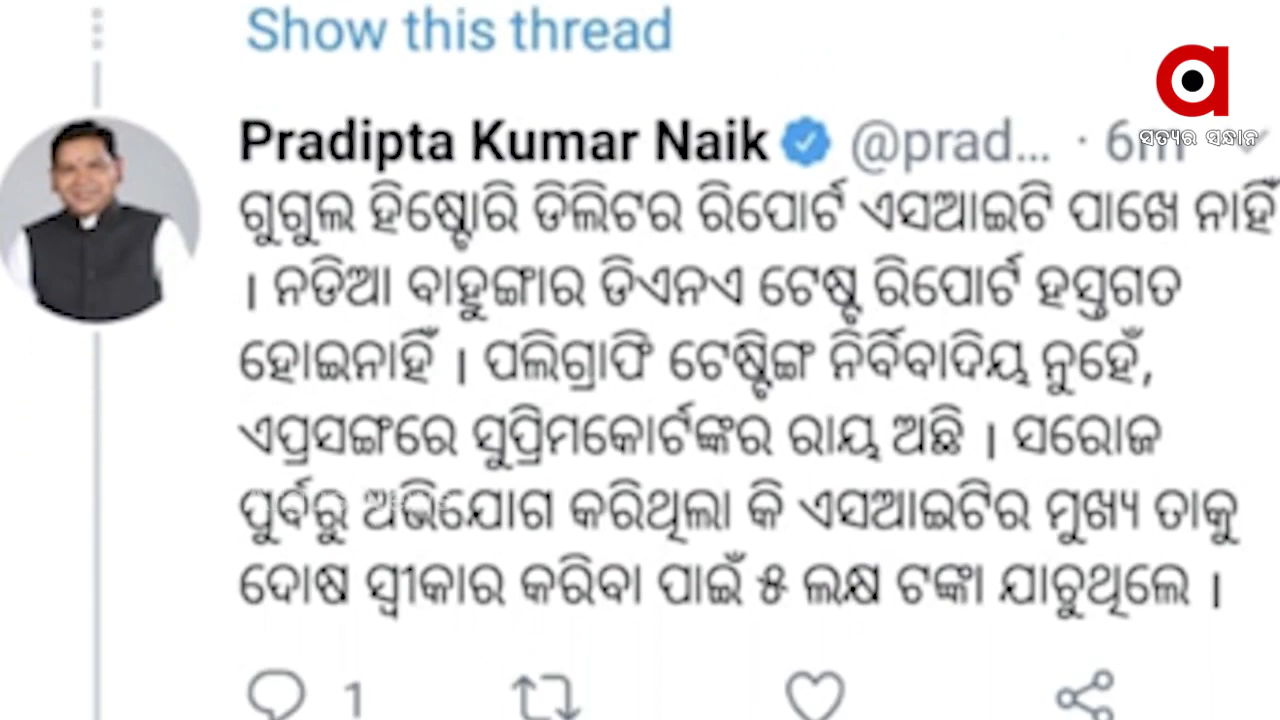 Show this thread
Pradipta Kumar Naik @prad... · 6m
ସତ୍ୟର ସନ୍ଧାନ
ଗୁଗୁଲ ହିଷ୍ଟୋରି ଡିଲିଟର ରିପୋର୍ଟ ଏସଆଇଟି ପାଖେ ନାହିଁ
। ନଡିଆ ବାହୁଙ୍ଗାର ଡିଏନଏ ଟେଷ୍ଟ ରିପୋର୍ଟ ହସ୍ତଗତ
ହୋଇନାହିଁ । ପଲିଗ୍ରାଫି ଟେଷ୍ଟିଙ୍ଗ ନିର୍ବିବାଦିୟ ନୁହେଁ,
ଏପ୍ରସଙ୍ଗରେ ସୁପ୍ରିମକୋର୍ଟଙ୍କର ରାୟ ଅଛି । ସରୋଜ
ପୁର୍ବରୁ ଅଭିଯୋଗ କରିଥିଲା କି ଏସଆଇଟିର ମୁଖ୍ୟ ତାକୁ
ଦୋଷ ସ୍ୱୀକାର କରିବା ପାଇଁ ୫ ଲକ୍ଷ ଟଙ୍କା ଯାଚୁଥିଲେ ।
1